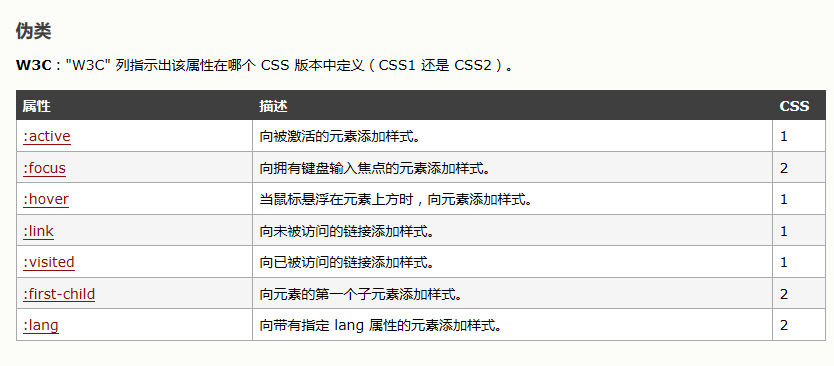 伪类
W3C："W3C" 列指示出该属性在哪个 CSS 版本中定义（CSS1 还是 CSS2）。
属性 描述 CSS
:active 向被激活的元素添加样式。 1
:focus 向拥有键盘输入焦点的元素添加样式。 2
:hover 当鼠标悬浮在元素上方时，向元素添加样式。 1
:link 向未被访问的链接添加样式。 1
:visited 向已被访问的链接添加样式。 1
:first-child 向元素的第一个子元素添加样式。 2
:lang 向带有指定 lang 属性的元素添加样式。 2